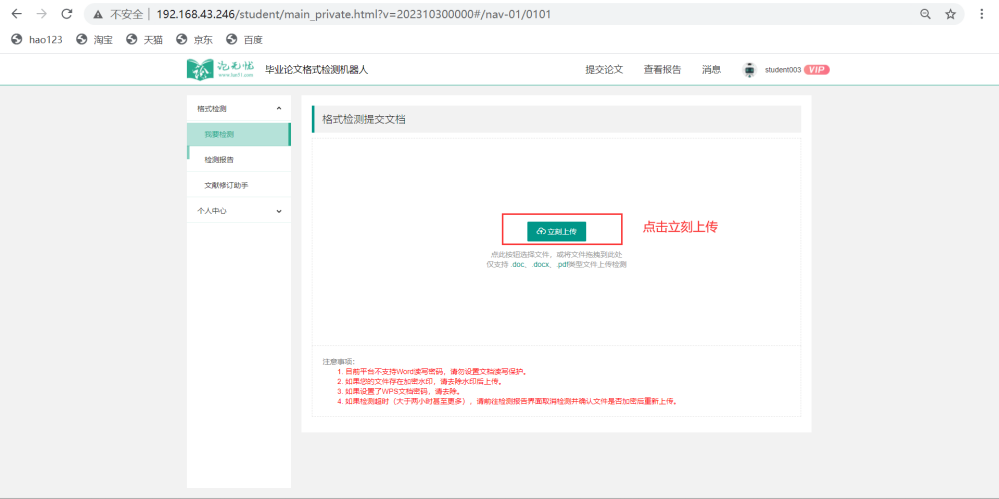 不安全 192.168.43.246/student/main_private.html?v=202310300000#/nav-01/0101
hao123 淘宝 天猫 京东 百度
论无忧 毕业论文格式检测机器人 提交论文 查看报告 消息 student003 VIP
格式检测
我要检测
检测报告
文献修订助手
个人中心
格式检测提交文档
立刻上传 点击立刻上传
点此按钮选择文件，或将文件拖拽到此处
仅支持 .doc、.docx、.pdf类型文件上传检测
注意事项：
1. 目前平台不支持Word读写密码，请勿设置文档读写保护。
2. 如果您的文件存在加密水印，请去除水印后上传。
3. 如果设置了WPS文档密码，请去除。
4. 如果检测超时（大于两小时甚至更多），请前往检测报告界面取消检测并确认文件是否加密后重新上传。